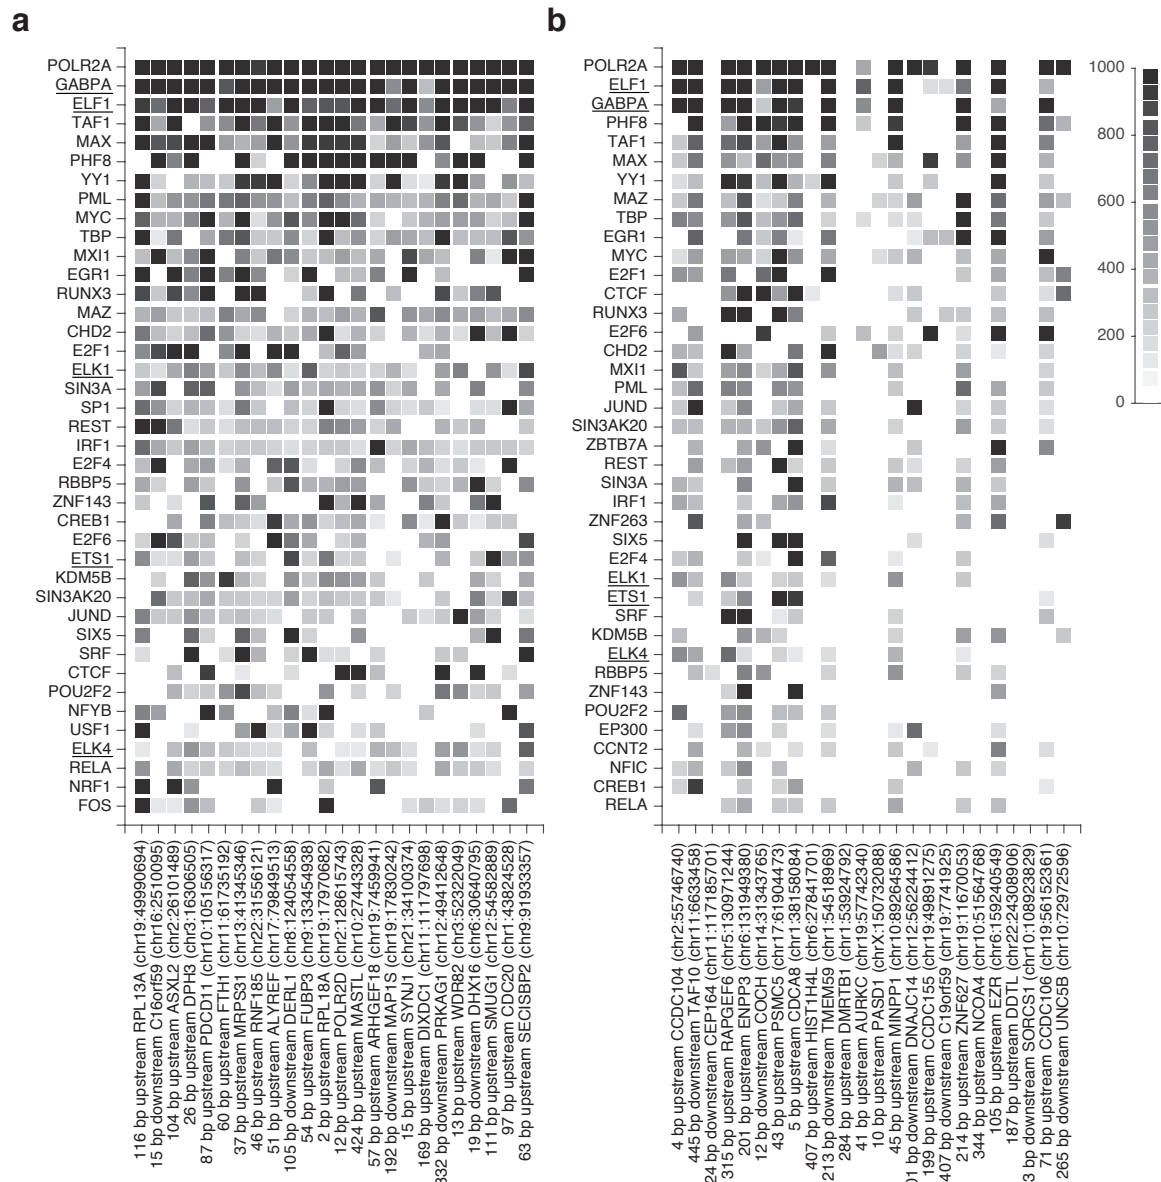 a
POLR2A
GABPA
ELF1
TAF1
MAX
PHF8
YY1
PML
MYC
TBP
MXI1
EGR1
RUNX3
MAZ
CHD2
E2F1
ELK1
SIN3A
SP1
REST
IRF1
E2F4
RBBP5
ZNF143
CREB1
E2F6
ETS1
KDM5B
SIN3AK20
JUND
SIX5
SRF
CTCF
POU2F2
NFYB
USF1
ELK4
RELA
NRF1
FOS
116 bp upstream RPL13A (chr19:49990694)
15 bp downstream C16orf59 (chr16:2510095)
104 bp upstream ASXL2 (chr2:26101489)
26 bp upstream DPH3 (chr3:16306505)
87 bp upstream PDCD11 (chr10:105156317)
60 bp upstream FTH1 (chr11:61735192)
37 bp upstream MRPS31 (chr13:41345346)
46 bp upstream RNF185 (chr22:31556121)
51 bp upstream ALYREF (chr17:79849513)
105 bp downstream DERL1 (chr8:124054558)
54 bp upstream FUBP3 (chr9:133454938)
2 bp upstream RPL18A (chr19:17970682)
12 bp upstream POLR2D (chr2:128615743)
424 bp upstream MASTL (chr10:27443328)
57 bp upstream ARHGEF18 (chr19:7459941)
192 bp downstream MAP1S (chr19:17830242)
15 bp upstream SYNJ1 (chr21:34100374)
169 bp downstream DIXDC1 (chr11:111797698)
332 bp downstream PRKAG1 (chr12:49412648)
13 bp upstream WDR82 (chr3:52322049)
19 bp downstream DHX16 (chr6:30640795)
111 bp upstream SMUG1 (chr12:54582889)
97 bp upstream CDC20 (chr1:43824528)
63 bp upstream SECISBP2 (chr9:91933357)
b
POLR2A
ELF1
GABPA
PHF8
TAF1
MAX
YY1
MAZ
TBP
EGR1
MYC
E2F1
CTCF
RUNX3
E2F6
CHD2
MXI1
PML
JUND
SIN3AK20
ZBTB7A
REST
SIN3A
IRF1
ZNF263
SIX5
E2F4
ELK1
ETS1
SRF
KDM5B
ELK4
RBBP5
ZNF143
POU2F2
EP300
CCNT2
NFIC
CREB1
RELA
4 bp upstream CCDC104 (chr2:55746740)
445 bp downstream TAF10 (chr11:6633458)
24 bp downstream CEP164 (chr11:117185701)
315 bp upstream RAPGEF6 (chr5:130971244)
201 bp upstream ENPP3 (chr6:131949380)
12 bp downstream COCH (chr14:31343765)
43 bp upstream PSMC5 (chr17:61904473)
5 bp upstream CDCA8 (chr1:38158084)
407 bp upstream HIST1H4L (chr6:27841701)
213 bp downstream TMEM59 (chr1:54518969)
284 bp upstream DMRTB1 (chr1:53924792)
41 bp upstream AURKC (chr19:57742340)
10 bp upstream PASD1 (chrX:150732088)
45 bp upstream MINPP1 (chr10:89264586)
01 bp downstream DNAJC14 (chr12:56224412)
199 bp upstream CCDC155 (chr19:49891275)
407 bp downstream C19orf59 (chr19:7741925)
214 bp upstream ZNF627 (chr19:11670053)
344 bp upstream NCOA4 (chr10:51564768)
105 bp upstream EZR (chr6:159240549)
187 bp upstream DDTL (chr22:24308906)
3 bp downstream SORCS1 (chr10:108923829)
71 bp upstream CCDC106 (chr19:56152361)
265 bp downstream UNC5B (chr10:72972596)
1000
800
600
400
200
0